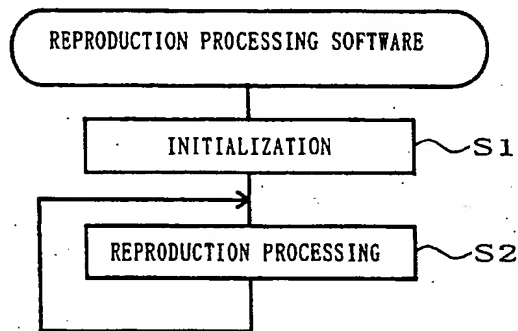 REPRODUCTION PROCESSING SOFTWARE
INITIALIZATION
S1
REPRODUCTION PROCESSING
S2